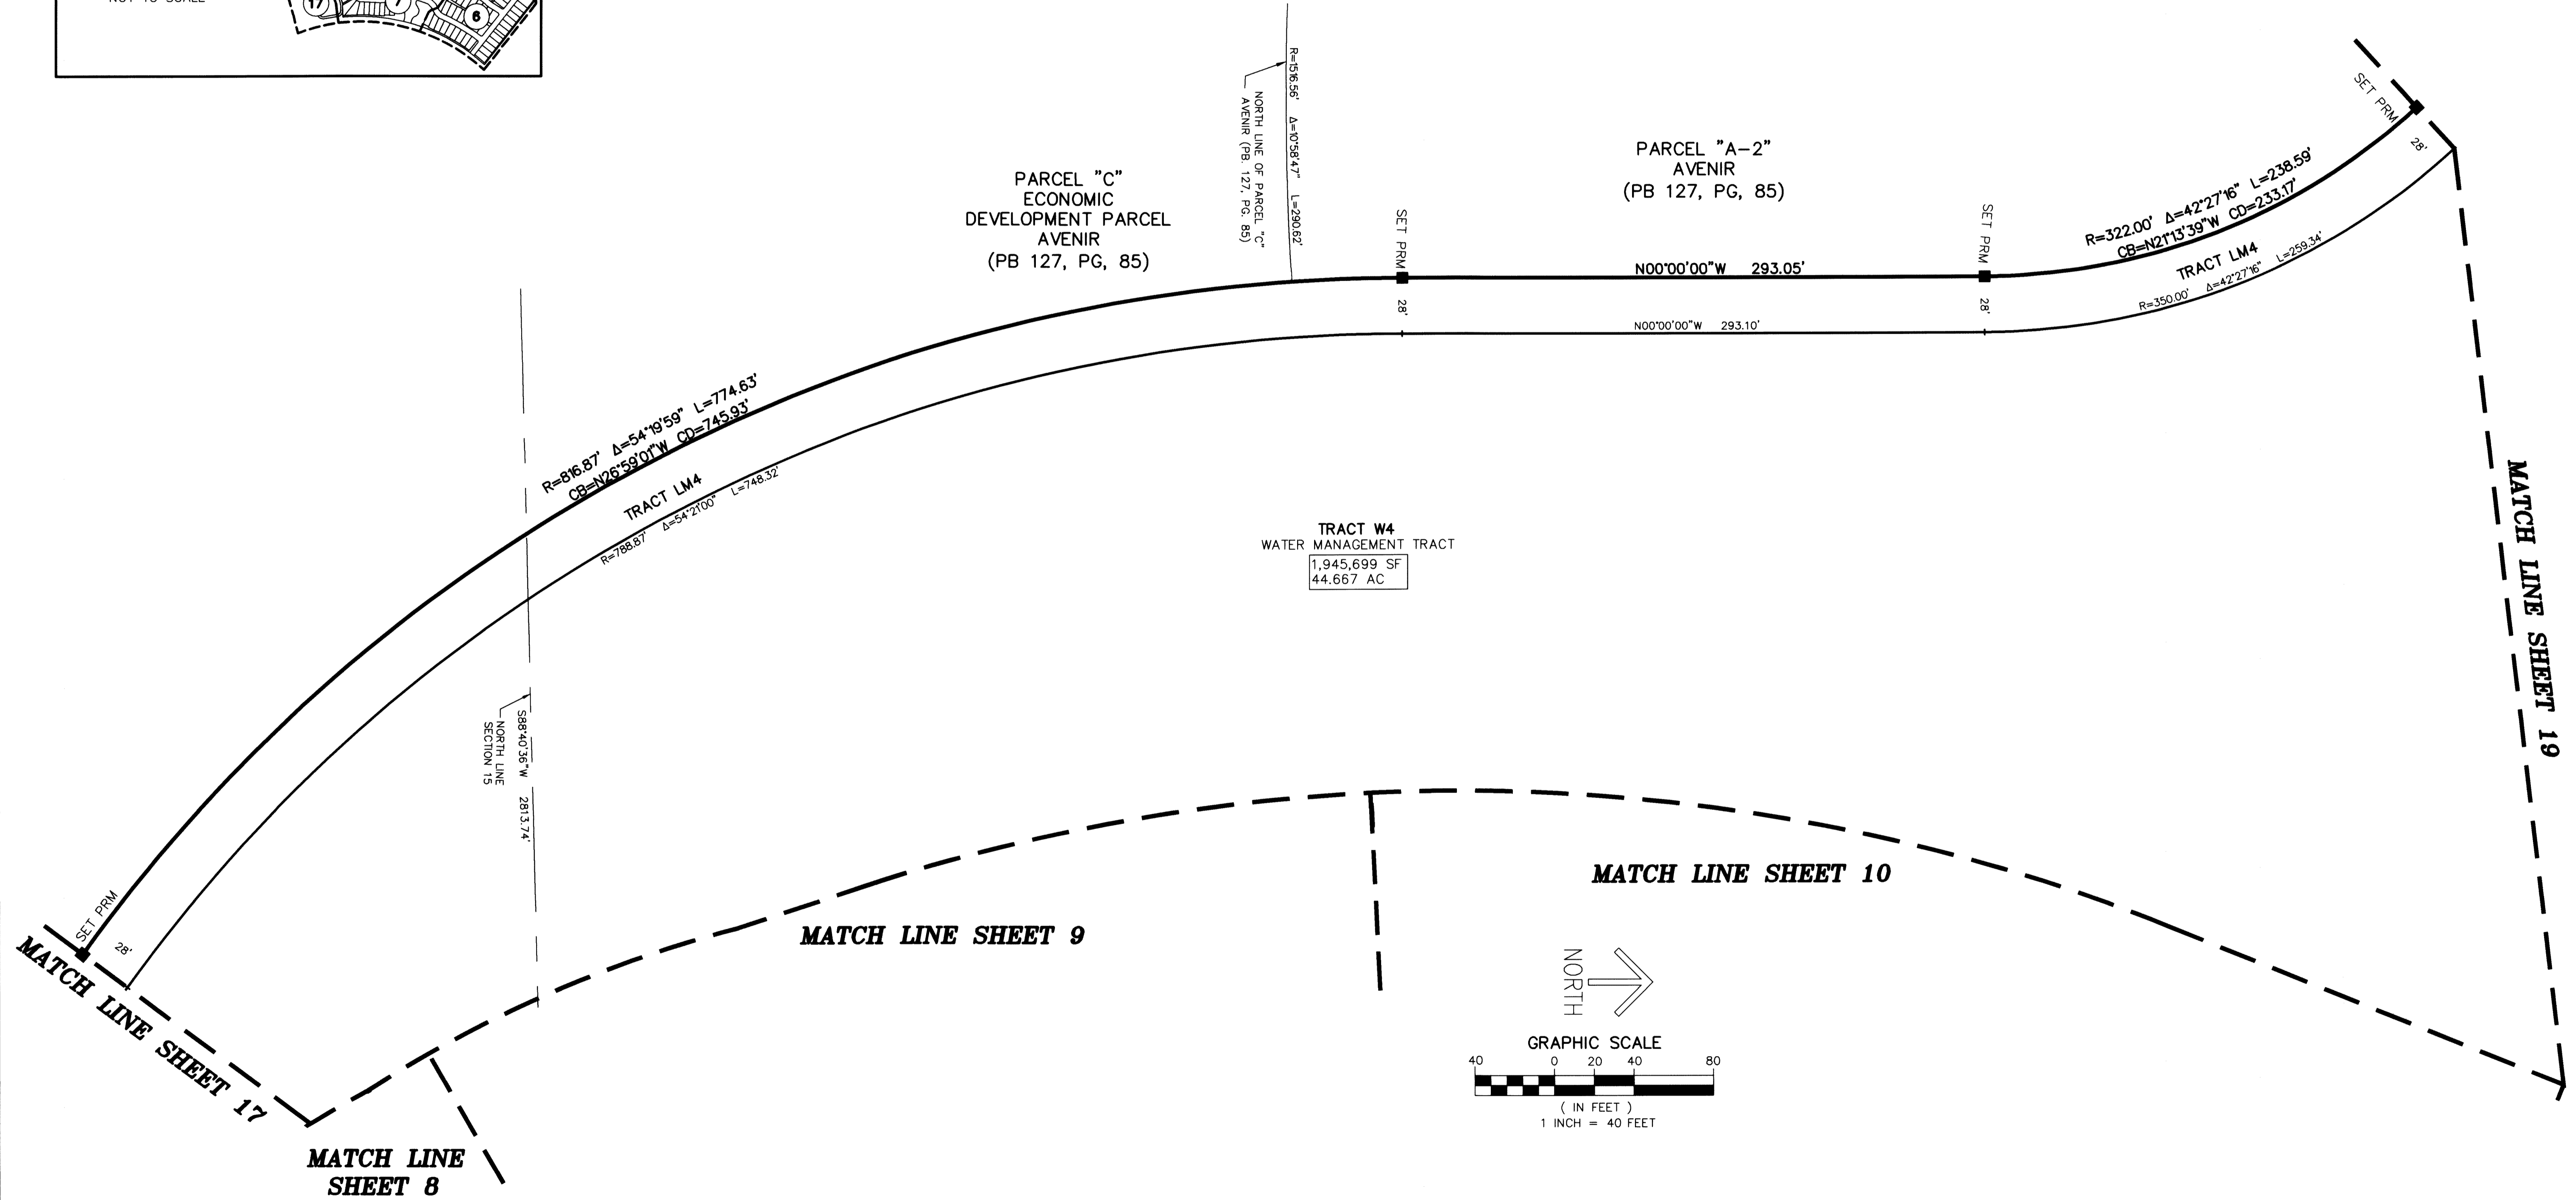 NOT TO SCALE
17
7
6
R=1516.56' Δ=10°58'47" L=290.62'
NORTH LINE OF PARCEL "C"
AVENIR (PB. 127, PG. 85)
PARCEL "C"
ECONOMIC
DEVELOPMENT PARCEL
AVENIR
(PB 127, PG, 85)
PARCEL "A-2"
AVENIR
(PB 127, PG, 85)
SET PRM
28'
SET PRM
SET PRM
N00°00'00"W 293.05'
28'
28'
N00°00'00"W 293.10'
R=322.00' Δ=42°27'16" L=238.59'
CB=N21°13'39"W CD=233.17'
TRACT LM4
R=350.00' Δ=42°27'16" L=259.34'
R=816.87' Δ=54°19'59" L=774.63'
CB=N26°59'01"W CD=745.93'
TRACT LM4
R=788.87' Δ=54°21'00" L=748.32'
TRACT W4
WATER MANAGEMENT TRACT
1,945,699 SF
44.667 AC
MATCH LINE SHEET 19
S88°40'36"W 2813.74'
NORTH LINE
SECTION 15
SET PRM
28'
MATCH LINE SHEET 17
MATCH LINE SHEET 9
MATCH LINE SHEET 10
MATCH LINE
SHEET 8
NORTH
GRAPHIC SCALE
40 0 20 40 80
( IN FEET )
1 INCH = 40 FEET